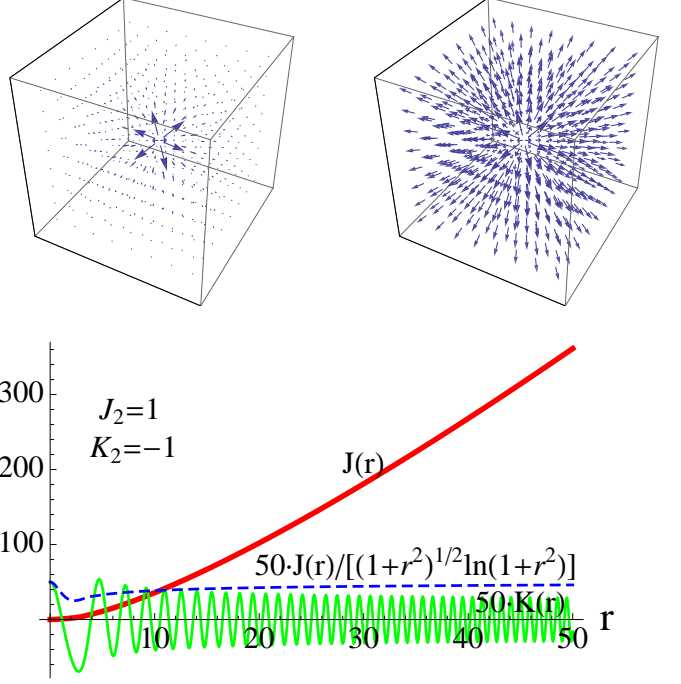 300
200
100
J₂=1
K₂=−1
J(r)
50·J(r)/[(1+r²)^{1/2}ln(1+r²)]
50·K(r)
r
10 20 30 40 50